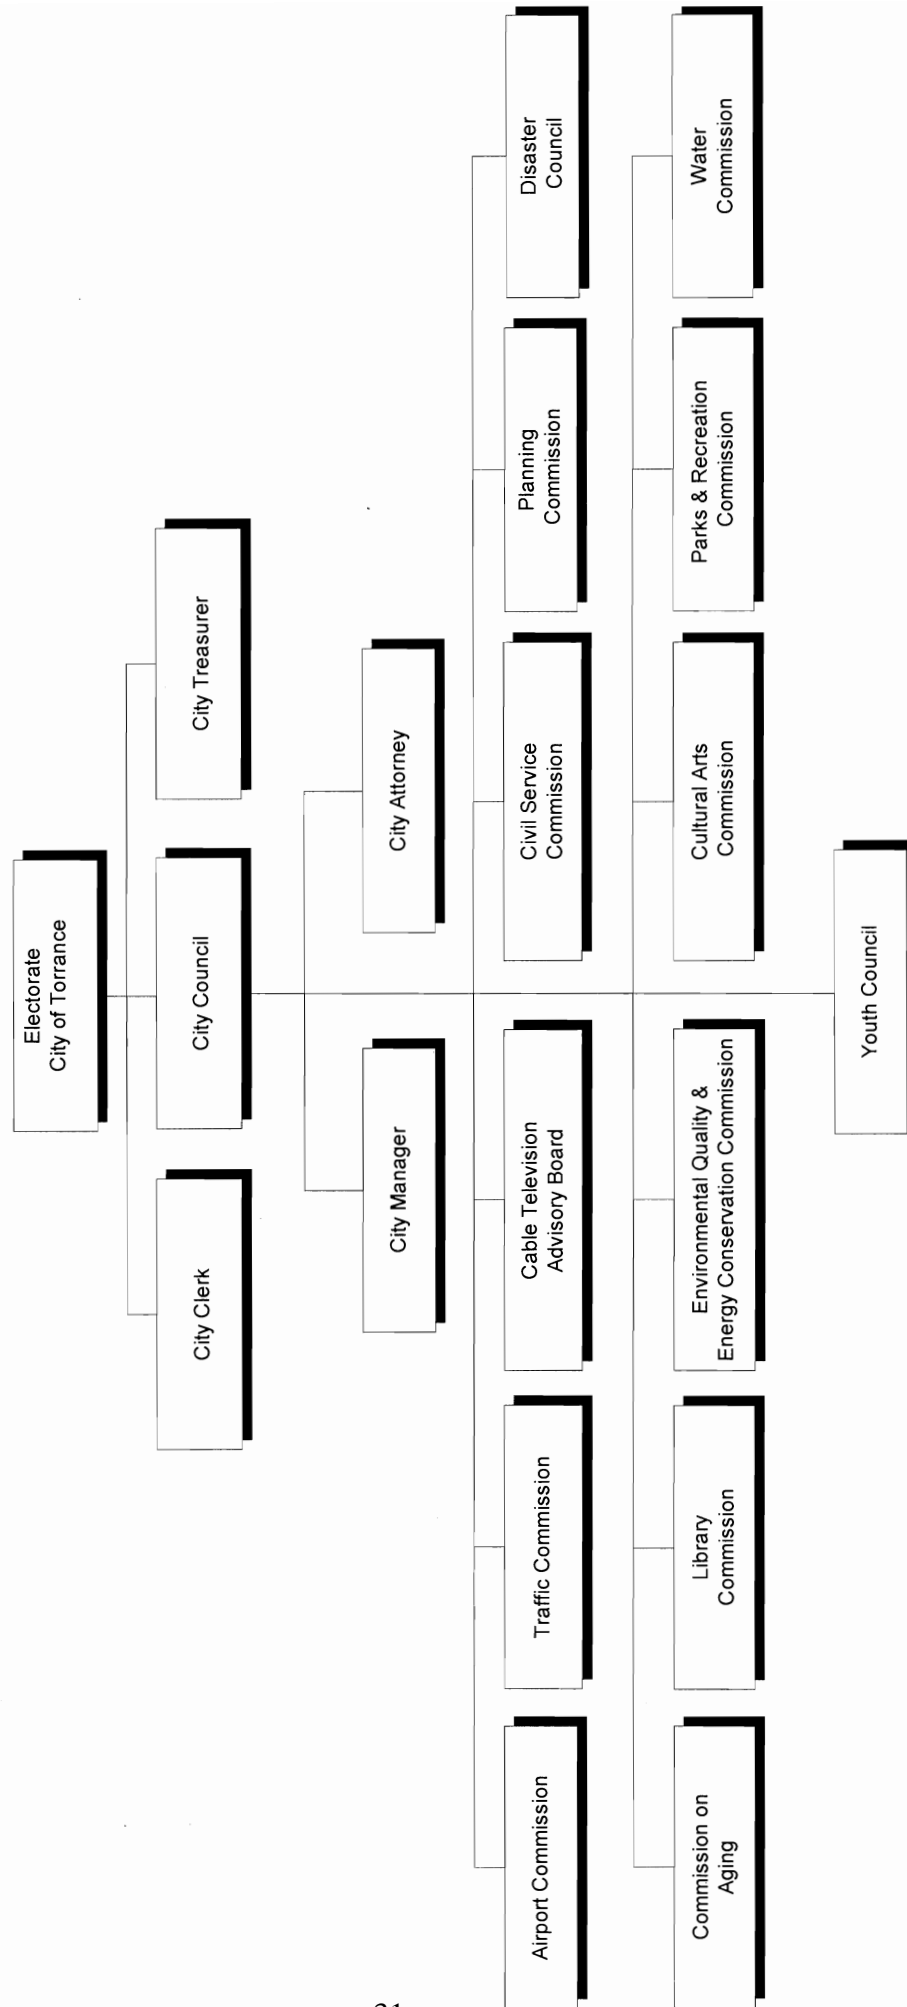 Electorate
City of Torrance
City Clerk
City Council
City Treasurer
City Manager
City Attorney
Airport Commission
Traffic Commission
Cable Television
Advisory Board
Civil Service
Commission
Planning
Commission
Disaster
Council
Commission on
Aging
Library
Commission
Environmental Quality &
Energy Conservation Commission
Cultural Arts
Commission
Parks & Recreation
Commission
Water
Commission
Youth Council